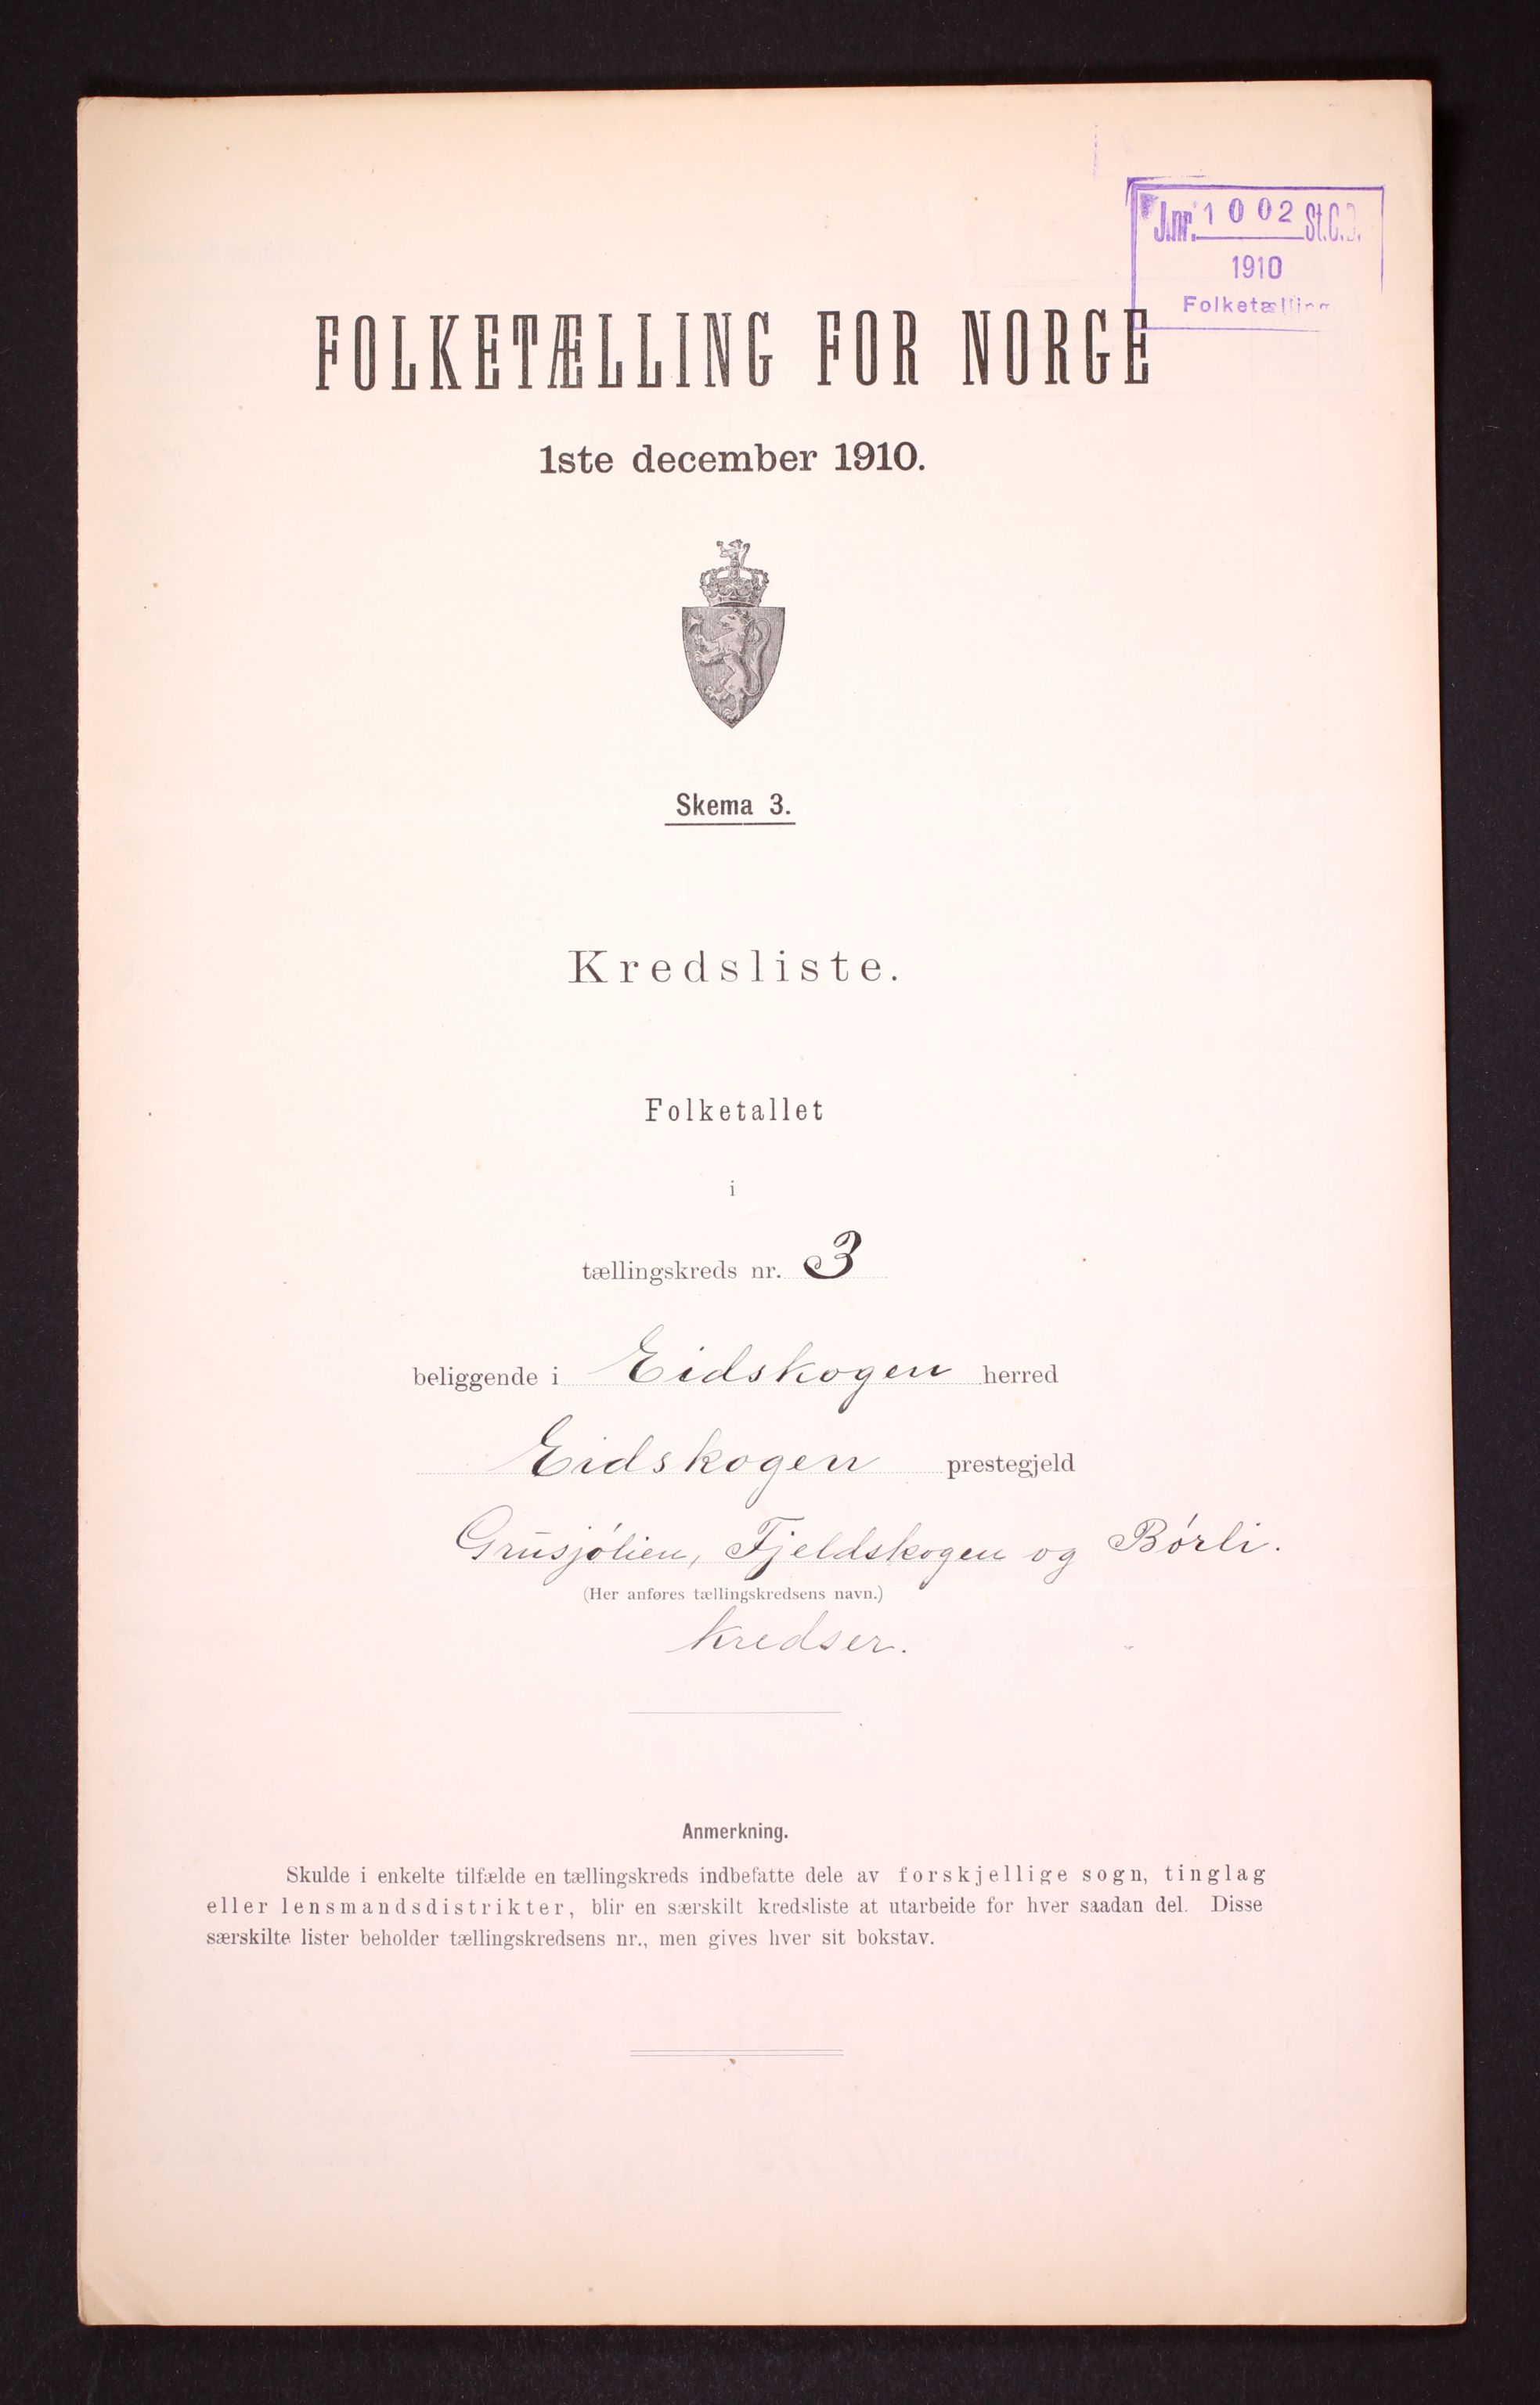 J.nr. 1002 St.C.B.
1910
Folketælling
FOLKETÆLLING FOR NORGE
1ste december 1910.
Skema 3.
Kredsliste.
Folketallet
i
tællingskreds nr. 3
beliggende i Eidskogen herred
Eidskogen prestegjeld
Grusjølien, Fjeldskogen og Børli.
(Her anføres tællingskredsens navn.)
kredser.
Anmerkning.
Skulde i enkelte tilfælde en tællingskreds indbefatte dele av forskjellige sogn, tinglag
eller lensmandsdistrikter, blir en særskilt kredsliste at utarbeide for hver saadan del. Disse
særskilte lister beholder tællingskredsens nr., men gives hver sit bokstav.